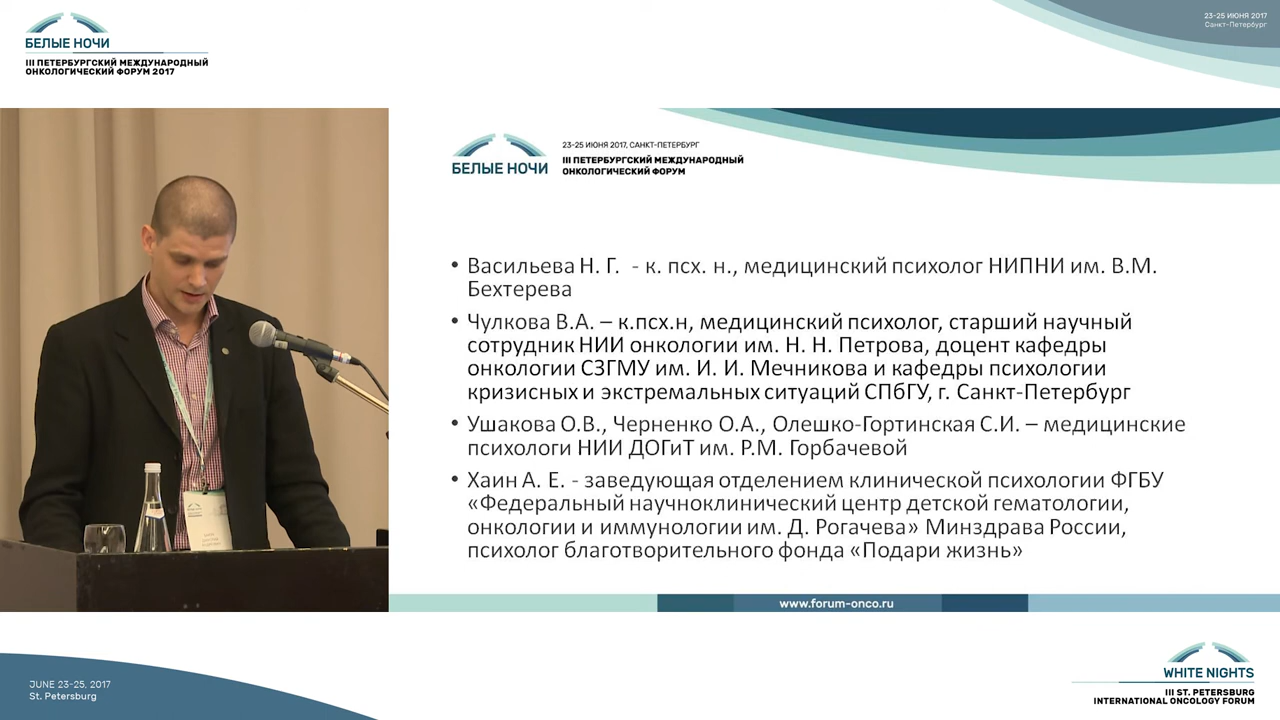 БЕЛЫЕ НОЧИ
III ПЕТЕРБУРГСКИЙ МЕЖДУНАРОДНЫЙ
ОНКОЛОГИЧЕСКИЙ ФОРУМ 2017
23-25 ИЮНЯ 2017
Санкт-Петербург
23-25 ИЮНЯ 2017, САНКТ-ПЕТЕРБУРГ
БЕЛЫЕ НОЧИ
III ПЕТЕРБУРГСКИЙ МЕЖДУНАРОДНЫЙ
ОНКОЛОГИЧЕСКИЙ ФОРУМ
• Васильева Н. Г. - к. псх. н., медицинский психолог НИПНИ им. В.М.
Бехтерева
• Чулкова В.А. – к.псх.н, медицинский психолог, старший научный
сотрудник НИИ онкологии им. Н. Н. Петрова, доцент кафедры
онкологии СЗГМУ им. И. И. Мечникова и кафедры психологии
кризисных и экстремальных ситуаций СПбГУ, г. Санкт-Петербург
• Ушакова О.В., Черненко О.А., Олешко-Гортинская С.И. – медицинские
психологи НИИ ДОГиТ им. Р.М. Горбачевой
• Хаин А. Е. - заведующая отделением клинической психологии ФГБУ
«Федеральный научноклинический центр детской гематологии,
онкологии и иммунологии им. Д. Рогачева» Минздрава России,
психолог благотворительного фонда «Подари жизнь»
www.forum-onco.ru
JUNE 23-25, 2017
St. Petersburg
WHITE NIGHTS
III ST. PETERSBURG
INTERNATIONAL ONCOLOGY FORUM